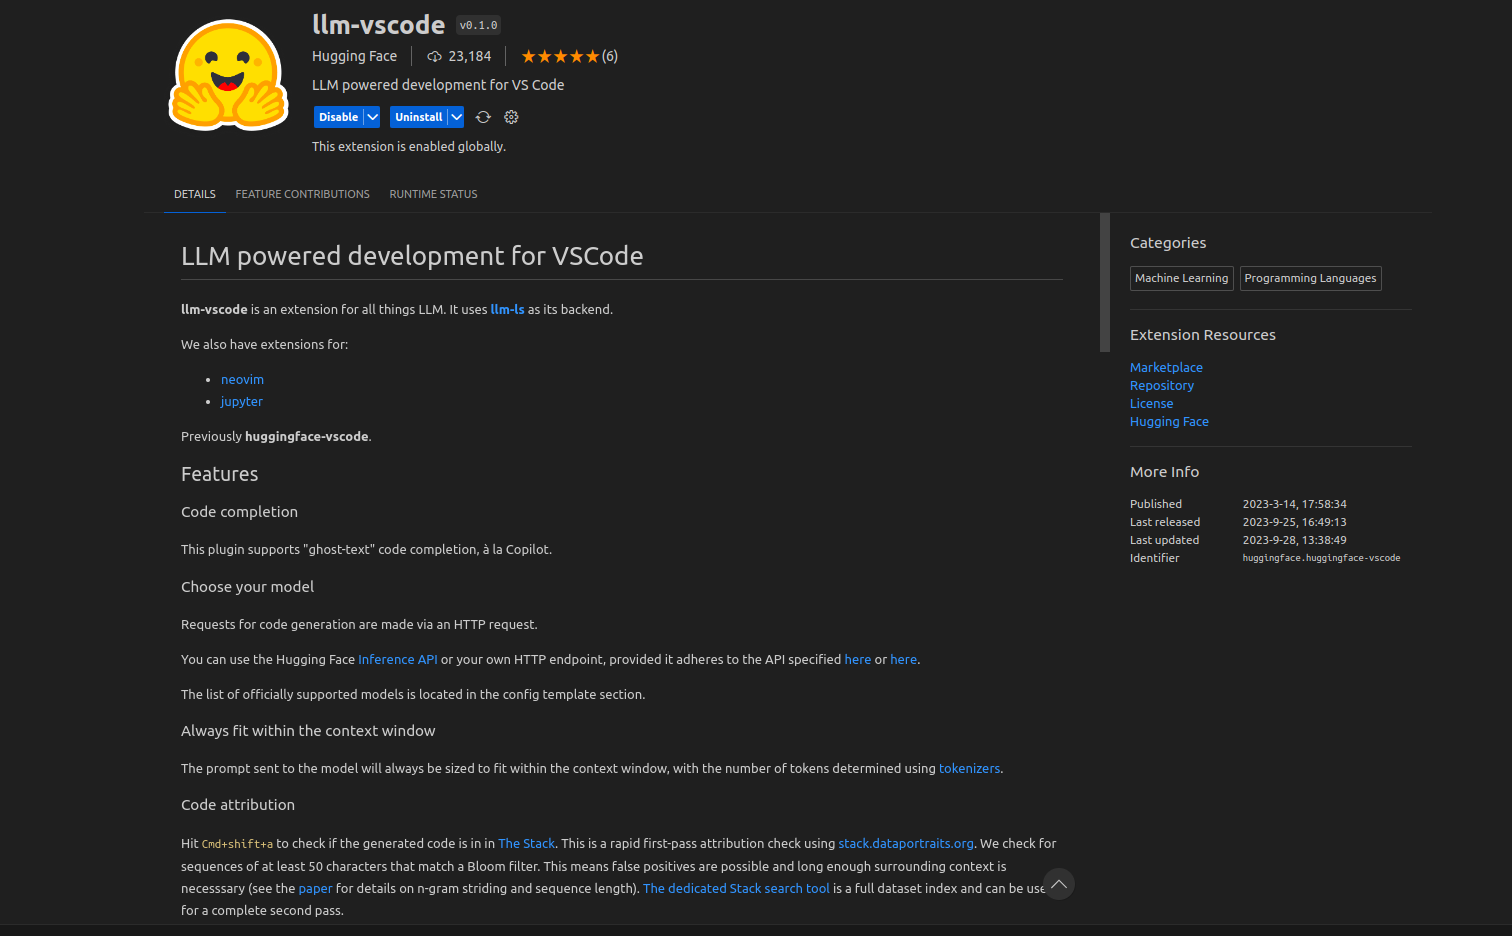 llm-vscode v0.1.0
Hugging Face 23,184 (6)
LLM powered development for VS Code
Disable Uninstall
This extension is enabled globally.
DETAILS FEATURE CONTRIBUTIONS RUNTIME STATUS
LLM powered development for VSCode
llm-vscode is an extension for all things LLM. It uses llm-ls as its backend.
We also have extensions for:
neovim
jupyter
Previously huggingface-vscode.
Features
Code completion
This plugin supports "ghost-text" code completion, à la Copilot.
Choose your model
Requests for code generation are made via an HTTP request.
You can use the Hugging Face Inference API or your own HTTP endpoint, provided it adheres to the API specified here or here.
The list of officially supported models is located in the config template section.
Always fit within the context window
The prompt sent to the model will always be sized to fit within the context window, with the number of tokens determined using tokenizers.
Code attribution
Hit Cmd+shift+a to check if the generated code is in in The Stack. This is a rapid first-pass attribution check using stack.dataportraits.org. We check for
sequences of at least 50 characters that match a Bloom filter. This means false positives are possible and long enough surrounding context is
necesssary (see the paper for details on n-gram striding and sequence length). The dedicated Stack search tool is a full dataset index and can be use
for a complete second pass.
Categories
Machine Learning Programming Languages
Extension Resources
Marketplace
Repository
License
Hugging Face
More Info
Published 2023-3-14, 17:58:34
Last released 2023-9-25, 16:49:13
Last updated 2023-9-28, 13:38:49
Identifier huggingface.huggingface-vscode